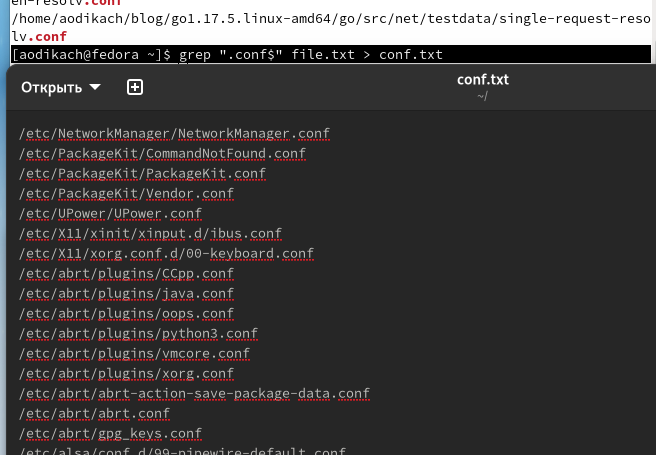 en-resolv.conf
/home/aodikach/blog/go1.17.5.linux-amd64/go/src/net/testdata/single-request-reso
lv.conf
[aodikach@fedora ~]$ grep ".conf$" file.txt > conf.txt
Открыть
conf.txt
~/
/etc/NetworkManager/NetworkManager.conf
/etc/PackageKit/CommandNotFound.conf
/etc/PackageKit/PackageKit.conf
/etc/PackageKit/Vendor.conf
/etc/UPower/UPower.conf
/etc/X11/xinit/xinput.d/ibus.conf
/etc/X11/xorg.conf.d/00-keyboard.conf
/etc/abrt/plugins/CCpp.conf
/etc/abrt/plugins/java.conf
/etc/abrt/plugins/oops.conf
/etc/abrt/plugins/python3.conf
/etc/abrt/plugins/vmcore.conf
/etc/abrt/plugins/xorg.conf
/etc/abrt/abrt-action-save-package-data.conf
/etc/abrt/abrt.conf
/etc/abrt/gpg_keys.conf
/etc/alsa/conf.d/99-pipewire-default.conf